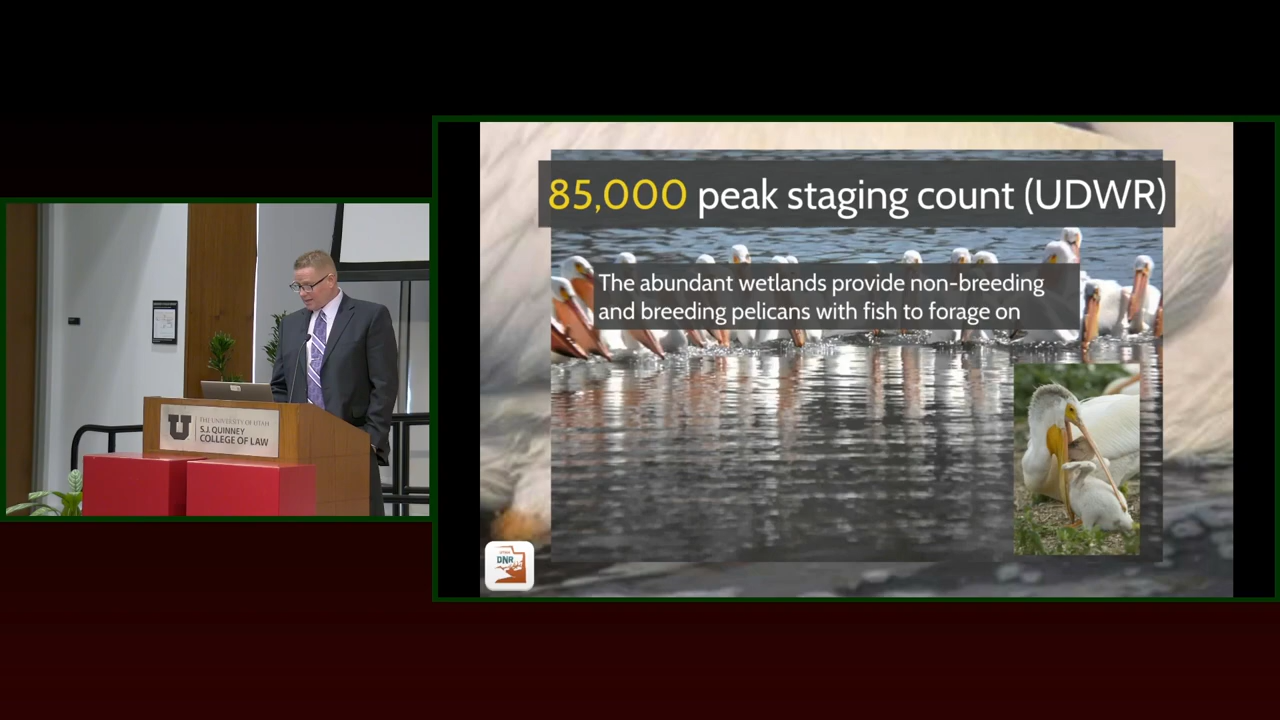 THE UNIVERSITY OF UTAH
S.J. QUINNEY
COLLEGE OF LAW
85,000 peak staging count (UDWR)
The abundant wetlands provide non-breeding
and breeding pelicans with fish to forage on
UTAH
DNR